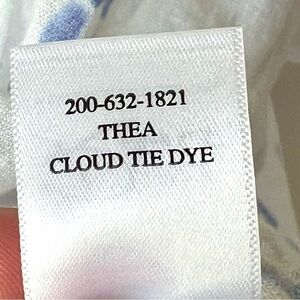 200-632-1821
THEA
CLOUD TIE DYE